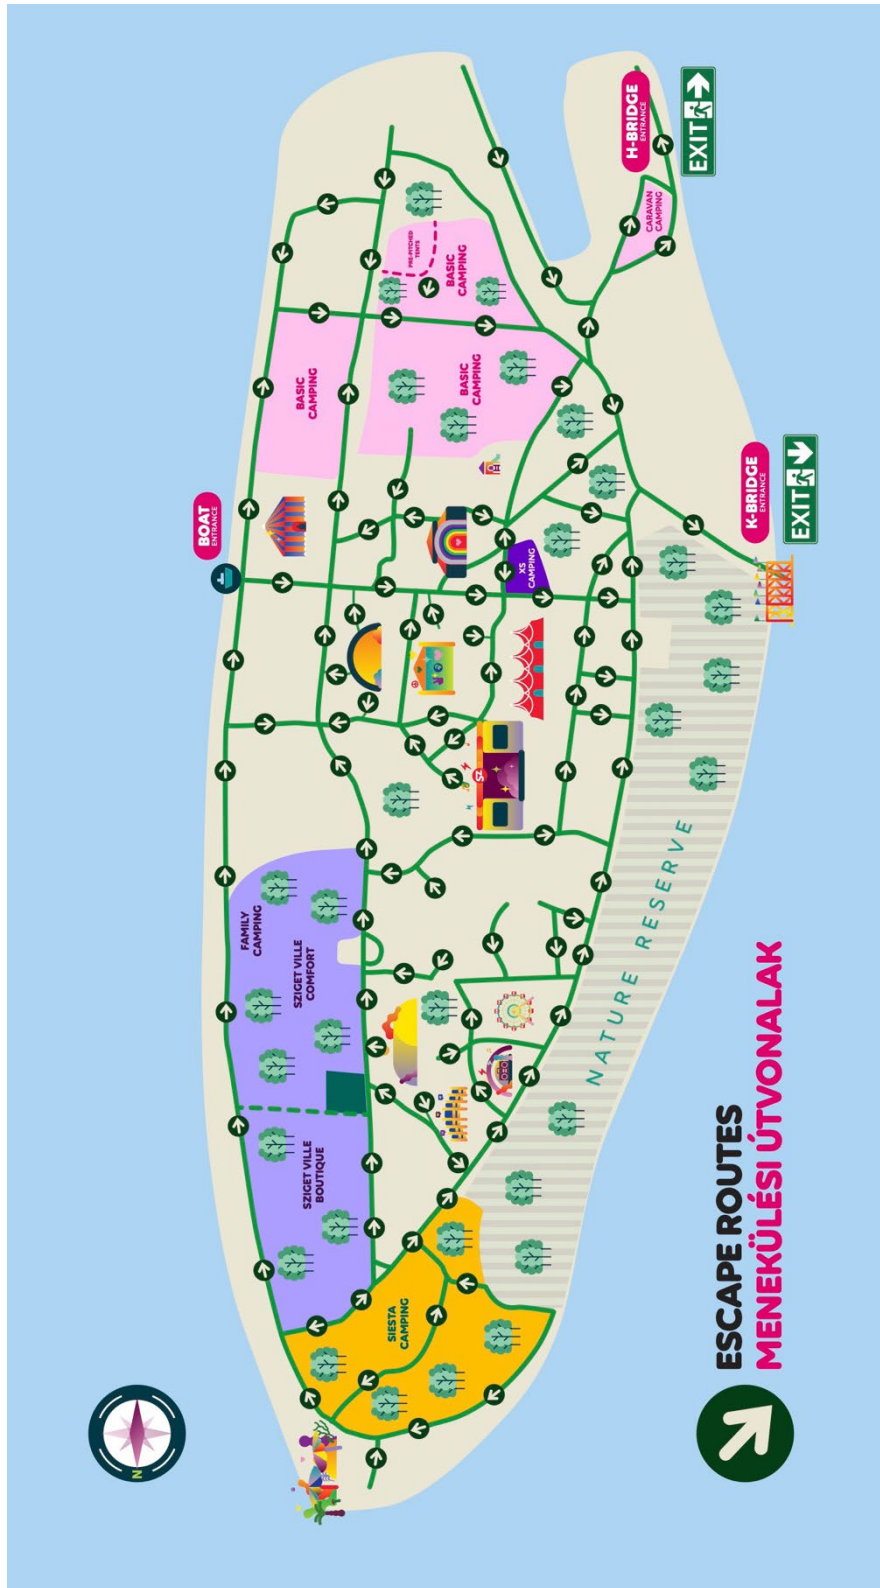 N
BOAT
ENTRANCE
FAMILY
CAMPING
SZIGET VILLE
COMFORT
SZIGET VILLE
BOUTIQUE
BASIC
CAMPING
SIESTA
CAMPING
PRE-PITCHED
TENTS
BASIC
CAMPING
BASIC
CAMPING
XS
CAMPING
H-BRIDGE
ENTRANCE
EXIT
CARAVAN
CAMPING
NATURE RESERVE
K-BRIDGE
ENTRANCE
EXIT
ESCAPE ROUTES
MENEKÜLÉSI ÚTVONALAK